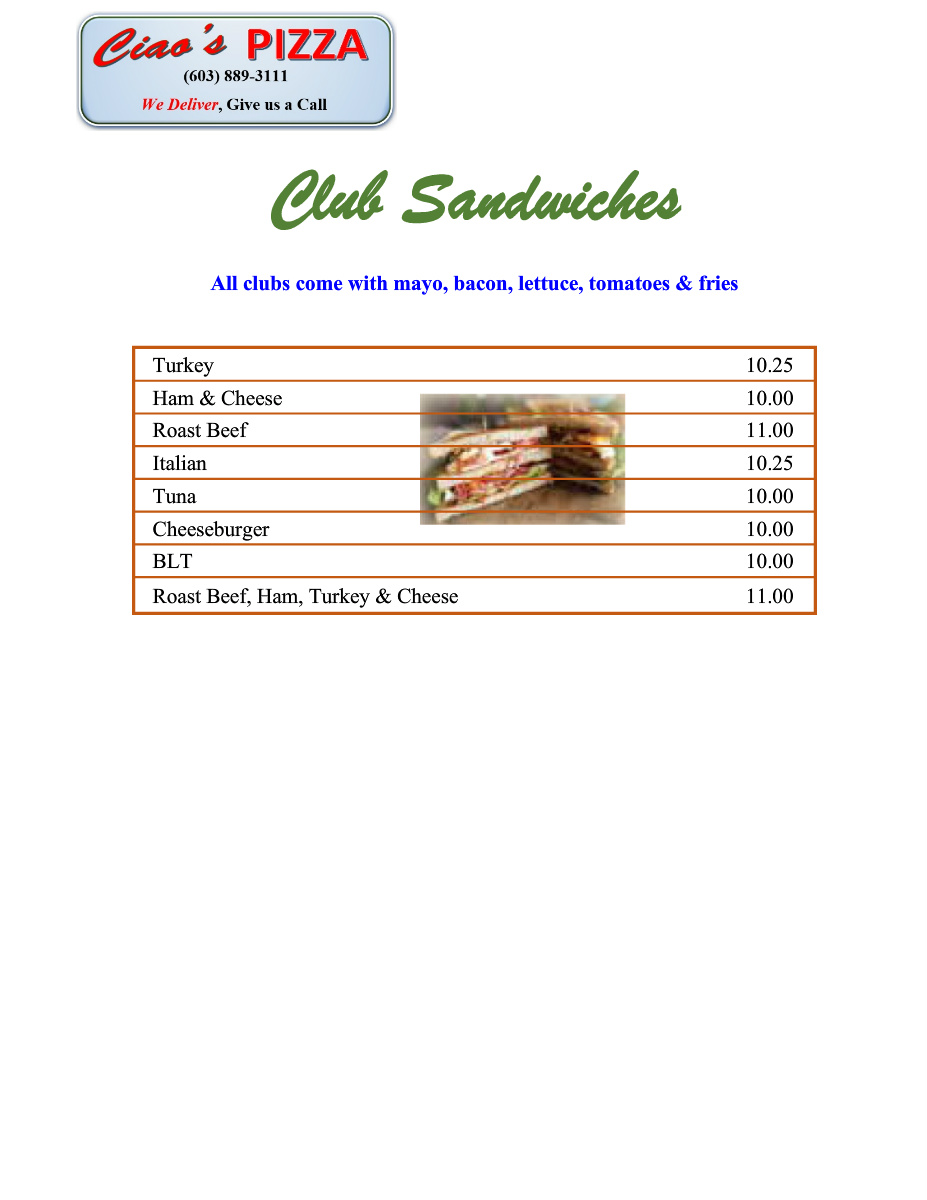 Ciao's PIZZA
(603) 889-3111
We Deliver, Give us a Call
Club Sandwiches
All clubs come with mayo, bacon, lettuce, tomatoes & fries
Turkey 10.25
Ham & Cheese 10.00
Roast Beef 11.00
Italian 10.25
Tuna 10.00
Cheeseburger 10.00
BLT 10.00
Roast Beef, Ham, Turkey & Cheese 11.00